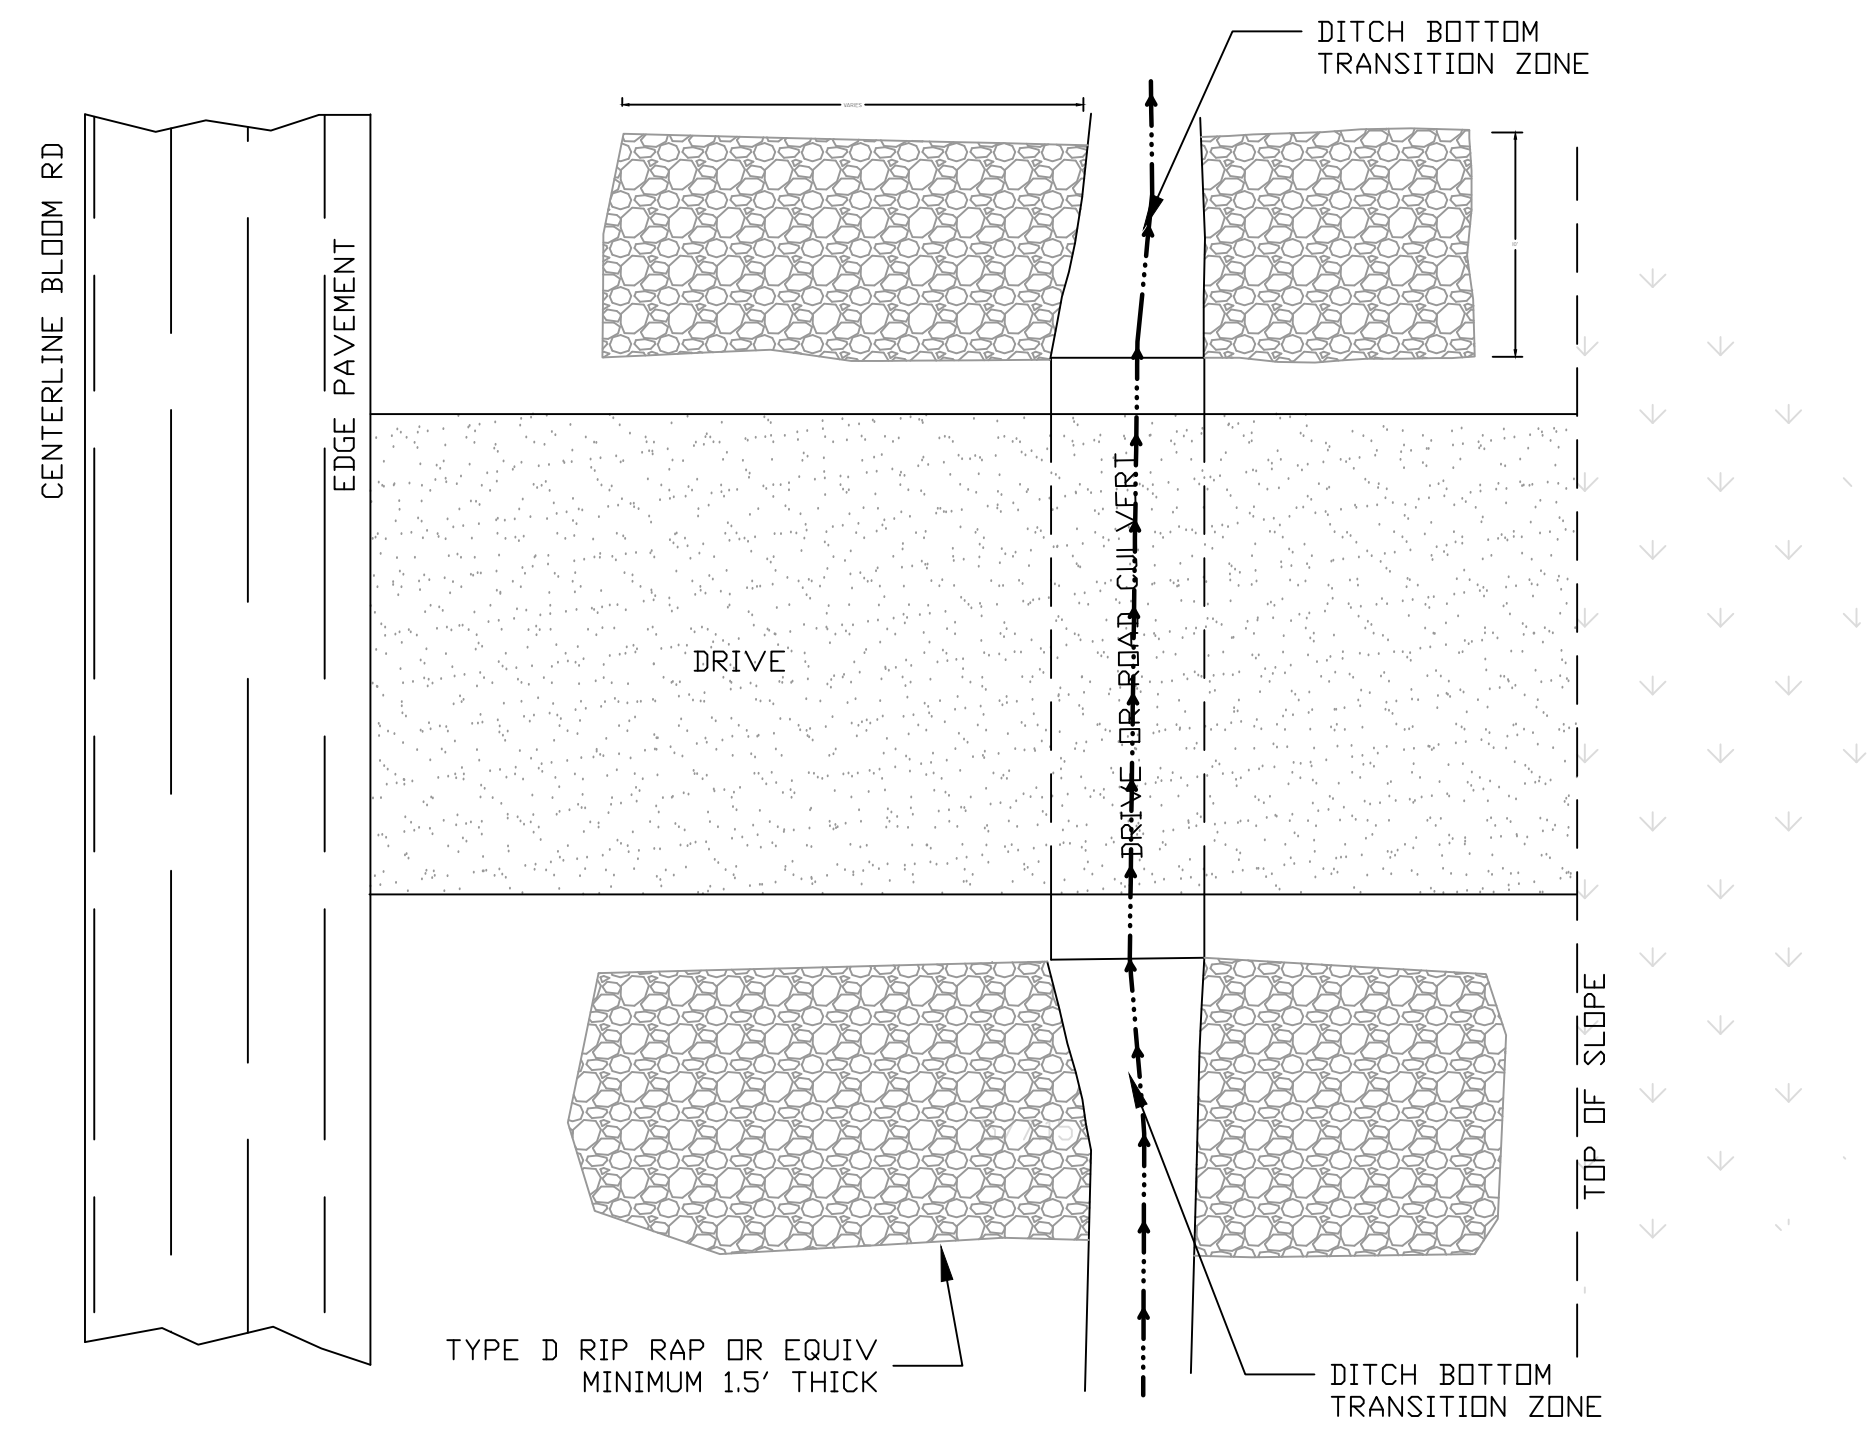 DITCH BOTTOM
TRANSITION ZONE
VARIES
CENTERLINE BLOOM RD
EDGE PAVEMENT
DRIVE
DRIVE OR ROAD CULVERT
TOP OF SLOPE
TYPE D RIP RAP OR EQUIV
MINIMUM 1.5' THICK
DITCH BOTTOM
TRANSITION ZONE